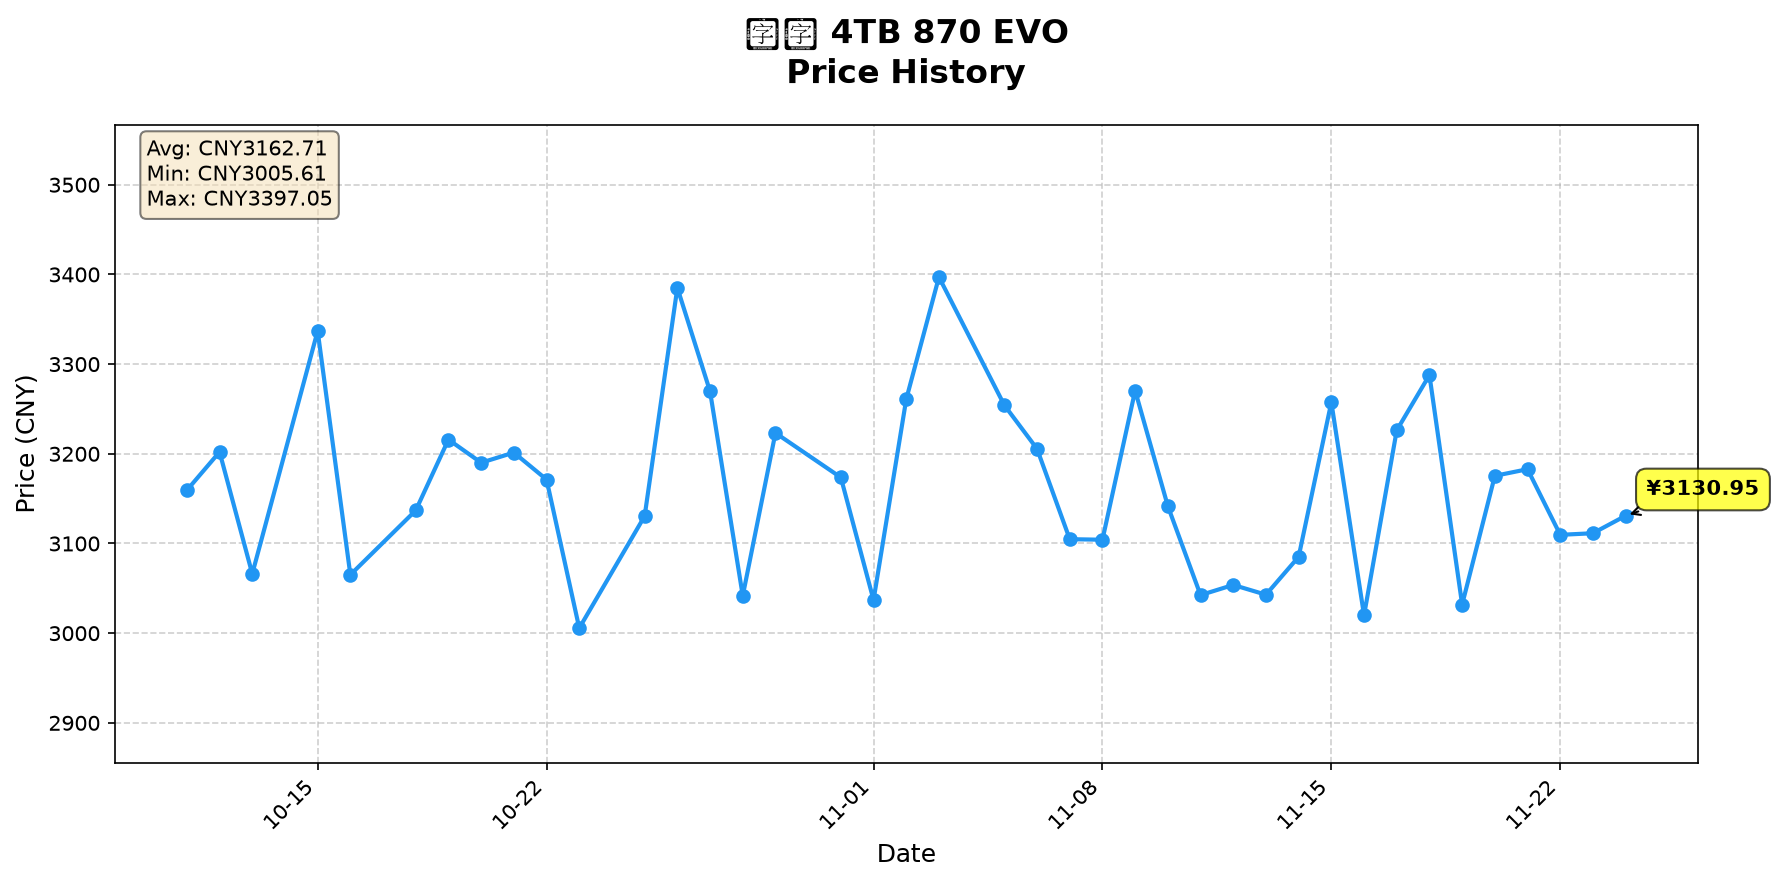 4TB 870 EVO
Price History
Avg: CNY3162.71
Min: CNY3005.61
Max: CNY3397.05
Price (CNY)
3500
3400
3300
3200
3100
3000
2900
¥3130.95
10-15
10-22
11-01
11-08
11-15
11-22
Date